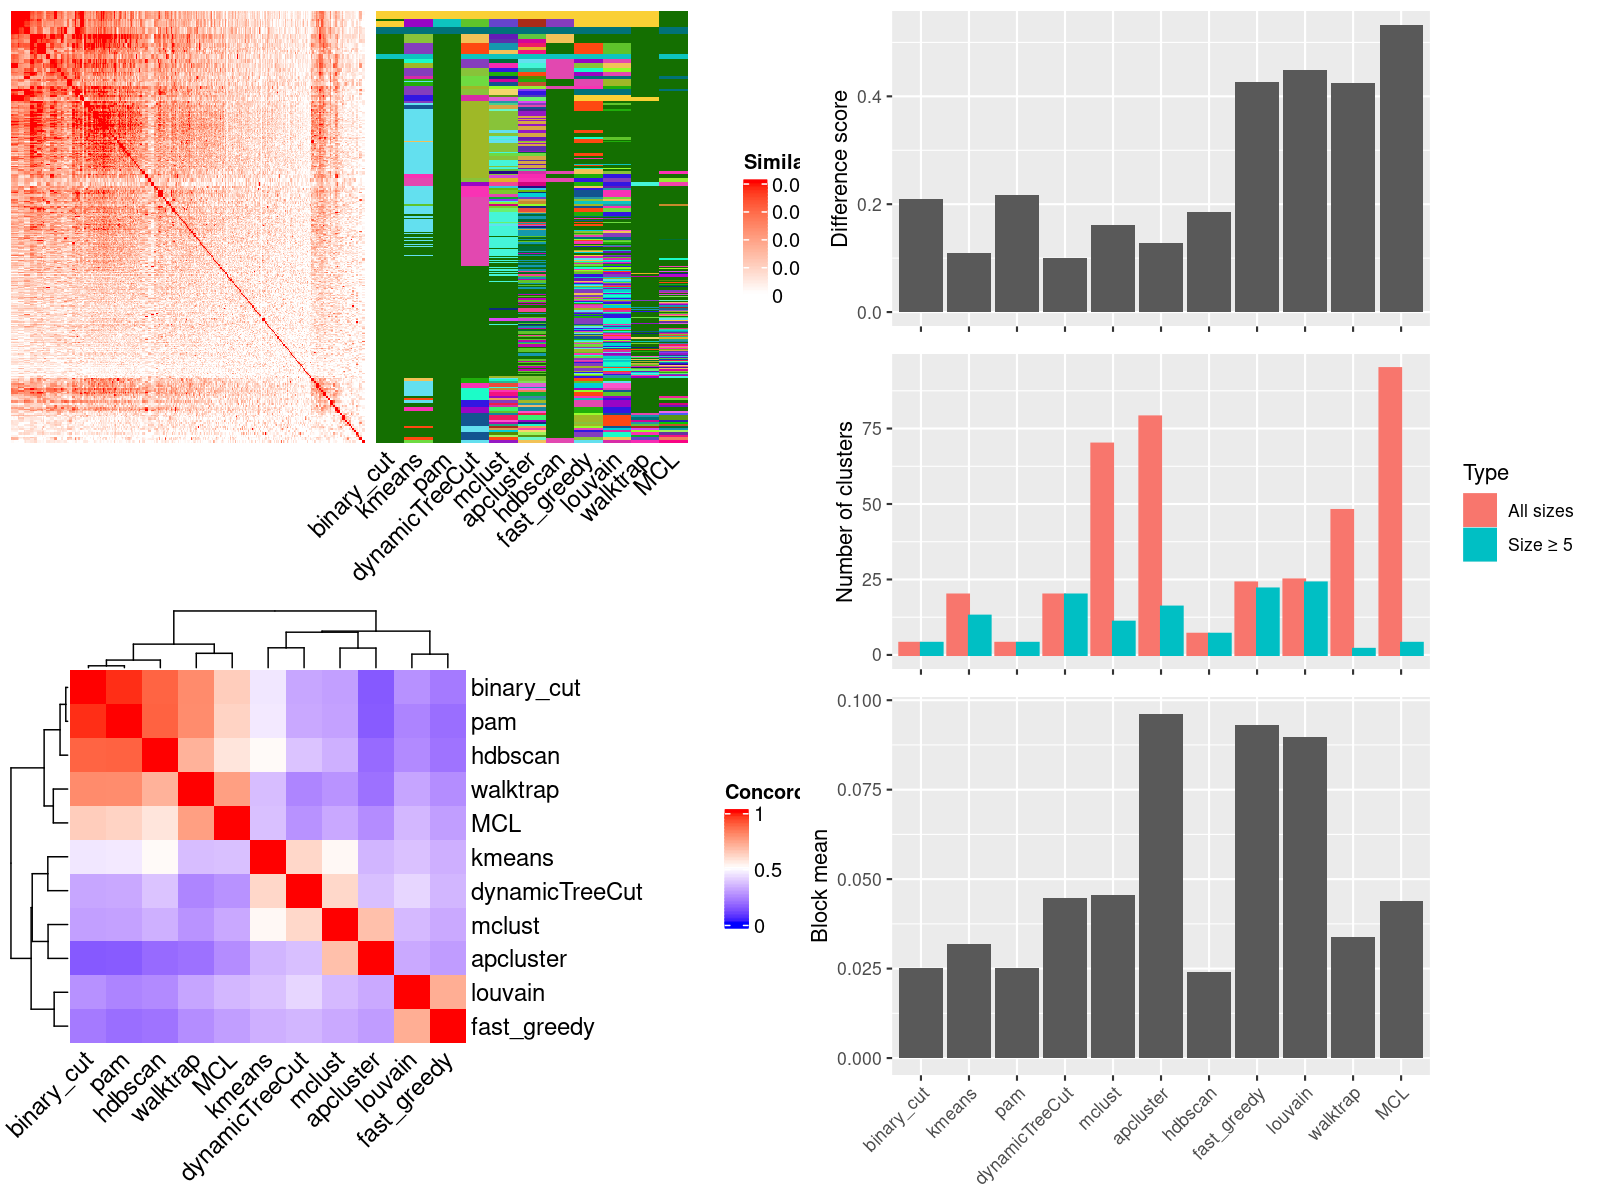 Simila
0.0
0.0
0.0
0.0
0
binary_cut
kmeans
pam
dynamicTreeCut
mclust
apcluster
hdbscan
fast_greedy
louvain
walktrap
MCL
binary_cut
pam
hdbscan
walktrap
MCL
kmeans
dynamicTreeCut
mclust
apcluster
louvain
fast_greedy
binary_cut
pam
hdbscan
walktrap
MCL
kmeans
dynamicTreeCut
mclust
apcluster
louvain
fast_greedy
Concord
1
0.5
0
Difference score
0.4
0.2
0.0
Number of clusters
75
50
25
0
Type
All sizes
Size ≥ 5
Block mean
0.100
0.075
0.050
0.025
0.000
binary_cut
kmeans
pam
dynamicTreeCut
mclust
apcluster
hdbscan
fast_greedy
louvain
walktrap
MCL